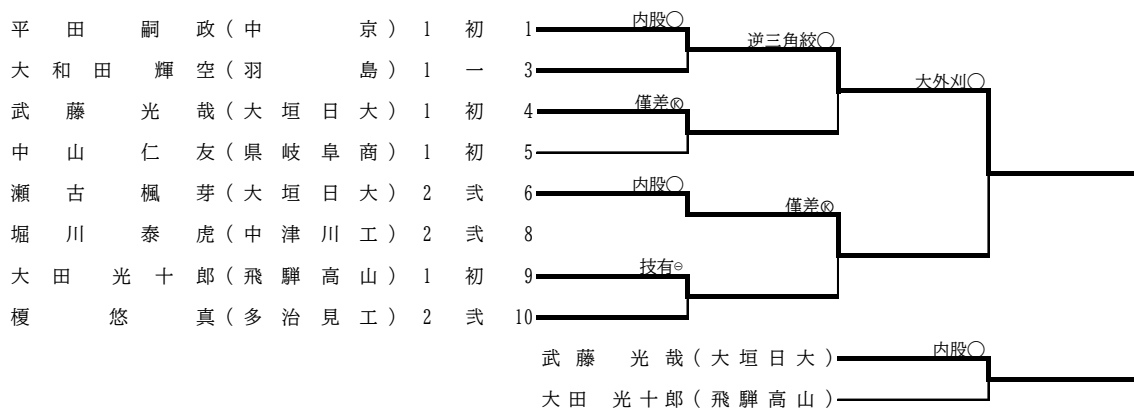 平田 嗣政(中京) 1 初 1
内股○
逆三角絞○
大和田 輝空(羽島) 1 一 3
大外刈○
武藤 光哉(大垣日大) 1 初 4
僅差Ⓚ
中山 仁友(県岐阜商) 1 初 5
瀬古 楓芽(大垣日大) 2 弐 6
内股○
僅差Ⓚ
堀川 泰虎(中津川工) 2 弐 8
大田 光十郎(飛騨高山) 1 初 9
技有⊖
榎 悠真(多治見工) 2 弐 10
武藤 光哉(大垣日大)
内股○
大田 光十郎(飛騨高山)